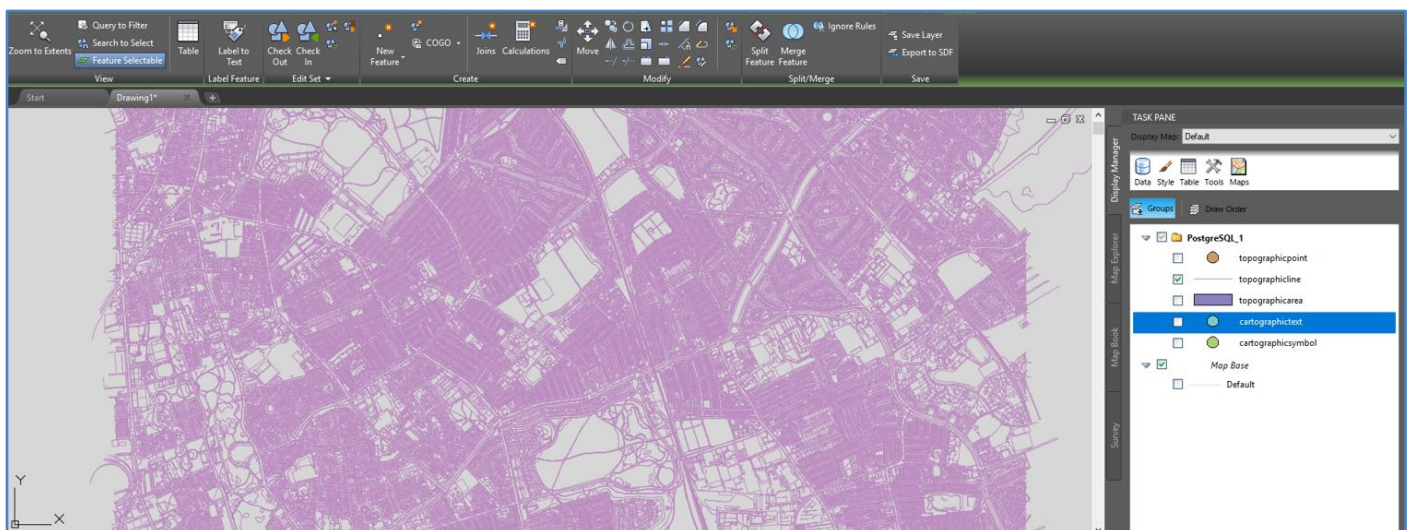 Query to Filter
Ignore Rules
Search to Select
COGO
Save Layer
Zoom to Extents
Feature Selectable
Table
Label to Text
Check Out
Check In
New Feature
Joins
Calculations
Move
Split Feature
Merge Feature
Export to SDF
View
Label Feature
Edit Set
Create
Modify
Split/Merge
Save
Start
Drawing1*
TASK PANE
Display Map: Default
Data Style Table Tools Maps
Groups
Draw Order
Display Manager
Map Explorer
Map Book
Survey
PostgreSQL_1
topographicpoint
topographicline
topographicarea
cartographictext
cartographicsymbol
Map Base
Default
Y
X